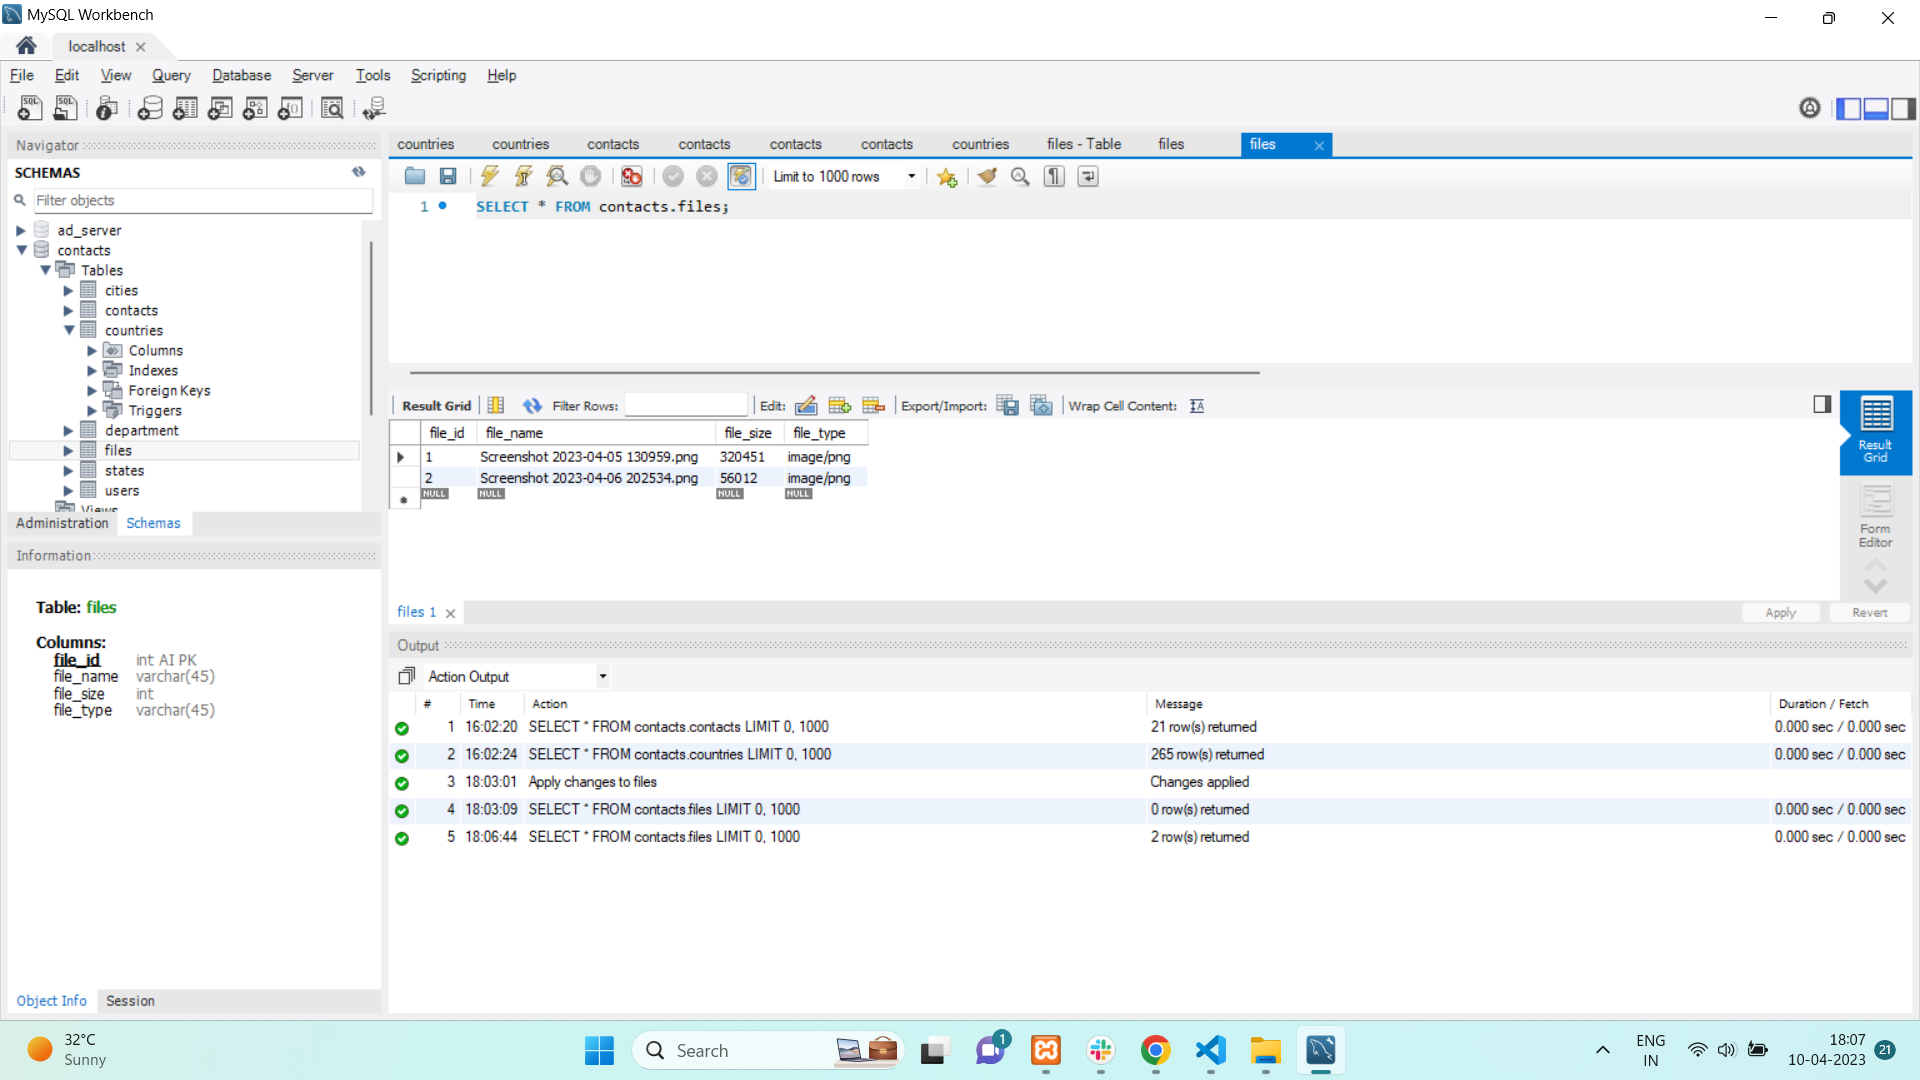 MySQL Workbench
localhost
File Edit View Query Database Server Tools Scripting Help
Navigator
SCHEMAS
Filter objects
ad_server
contacts
Tables
cities
contacts
countries
Columns
Indexes
Foreign Keys
Triggers
department
files
states
users
Views
Administration Schemas
Information
Table: files
Columns:
file_id int AI PK
file_name varchar(45)
file_size int
file_type varchar(45)
Object Info Session
countries countries contacts contacts contacts contacts countries files - Table files files
Limit to 1000 rows
1 SELECT * FROM contacts.files;
Result Grid Filter Rows: Edit: Export/Import: Wrap Cell Content:
file_id file_name file_size file_type
1 Screenshot 2023-04-05 130959.png 320451 image/png
2 Screenshot 2023-04-06 202534.png 56012 image/png
NULL NULL NULL NULL
Result
Grid
Form
Editor
files 1
Apply Revert
Output
Action Output
# Time Action Message Duration / Fetch
1 16:02:20 SELECT * FROM contacts.contacts LIMIT 0, 1000 21 row(s) returned 0.000 sec / 0.000 sec
2 16:02:24 SELECT * FROM contacts.countries LIMIT 0, 1000 265 row(s) returned 0.000 sec / 0.000 sec
3 18:03:01 Apply changes to files Changes applied
4 18:03:09 SELECT * FROM contacts.files LIMIT 0, 1000 0 row(s) returned 0.000 sec / 0.000 sec
5 18:06:44 SELECT * FROM contacts.files LIMIT 0, 1000 2 row(s) returned 0.000 sec / 0.000 sec
32°C
Sunny
Search
1
ENG
IN
18:07
10-04-2023
21